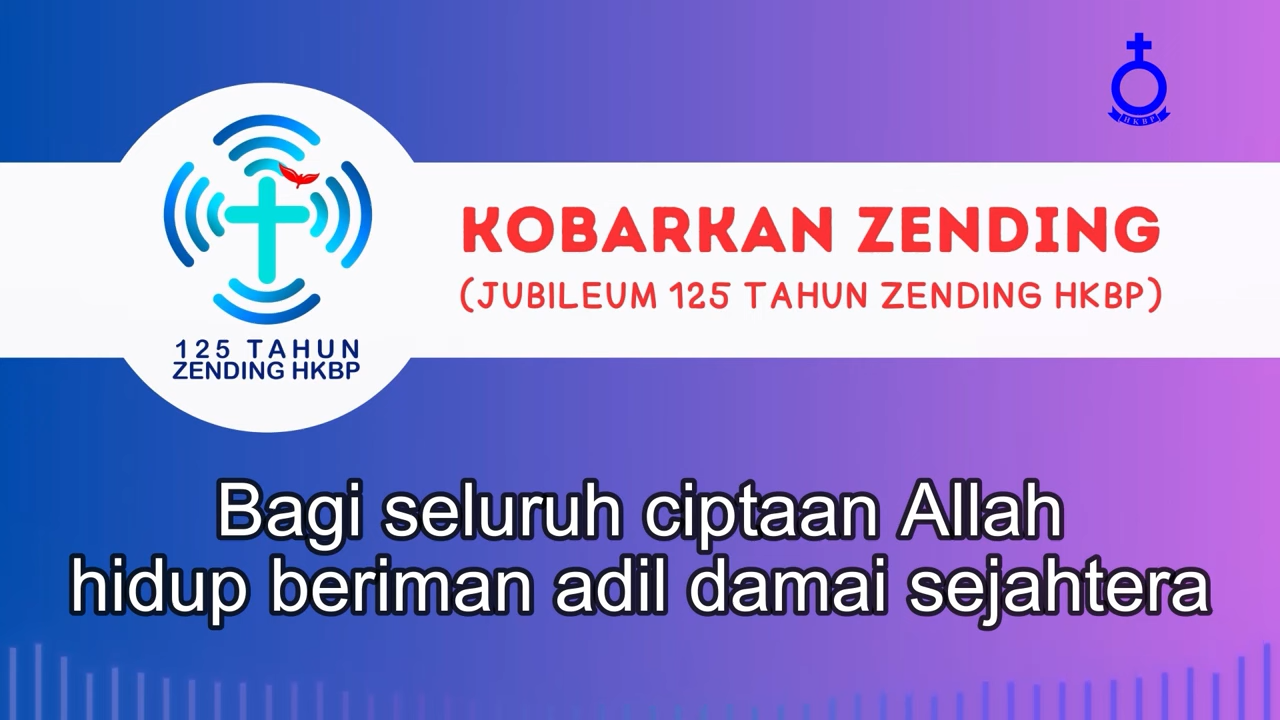 HKBP
KOBARKAN ZENDING
(JUBILEUM 125 TAHUN ZENDING HKBP)
125 TAHUN
ZENDING HKBP
Bagi seluruh ciptaan Allah
hidup beriman adil damai sejahtera